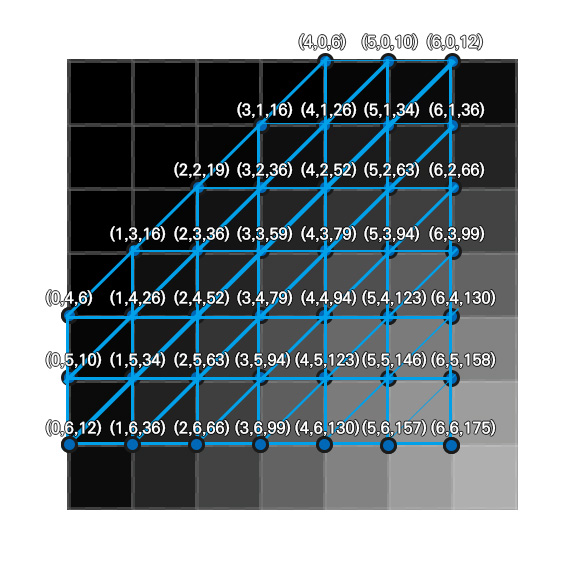 (4,0,6) (5,0,10) (6,0,12)
(3,1,16) (4,1,26) (5,1,34) (6,1,36)
(2,2,19) (3,2,36) (4,2,52) (5,2,63) (6,2,66)
(1,3,16) (2,3,36) (3,3,59) (4,3,79) (5,3,94) (6,3,99)
(0,4,6) (1,4,26) (2,4,52) (3,4,79) (4,4,94) (5,4,123) (6,4,130)
(0,5,10) (1,5,34) (2,5,63) (3,5,94) (4,5,123) (5,5,146) (6,5,158)
(0,6,12) (1,6,36) (2,6,66) (3,6,99) (4,6,130) (5,6,157) (6,6,175)